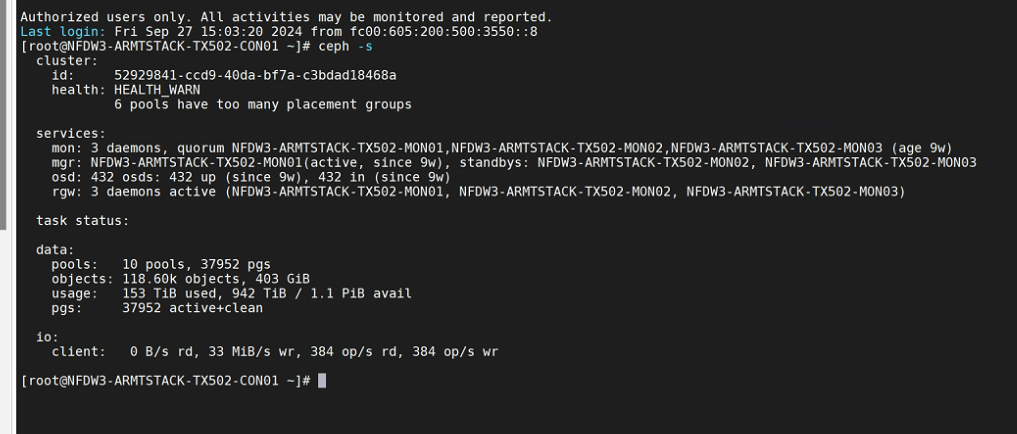 Authorized users only. All activities may be monitored and reported.
Last login: Fri Sep 27 15:03:20 2024 from fc00:605:200:500:3550::8
[root@NFDW3-ARMTSTACK-TX502-CON01 ~]# ceph -s
  cluster:
    id:     52929841-ccd9-40da-bf7a-c3bdad18468a
    health: HEALTH_WARN
            6 pools have too many placement groups

  services:
    mon: 3 daemons, quorum NFDW3-ARMTSTACK-TX502-MON01,NFDW3-ARMTSTACK-TX502-MON02,NFDW3-ARMTSTACK-TX502-MON03 (age 9w)
    mgr: NFDW3-ARMTSTACK-TX502-MON01(active, since 9w), standbys: NFDW3-ARMTSTACK-TX502-MON02, NFDW3-ARMTSTACK-TX502-MON03
    osd: 432 osds: 432 up (since 9w), 432 in (since 9w)
    rgw: 3 daemons active (NFDW3-ARMTSTACK-TX502-MON01, NFDW3-ARMTSTACK-TX502-MON02, NFDW3-ARMTSTACK-TX502-MON03)

  task status:

  data:
    pools:   10 pools, 37952 pgs
    objects: 118.60k objects, 403 GiB
    usage:   153 TiB used, 942 TiB / 1.1 PiB avail
    pgs:     37952 active+clean

  io:
    client:   0 B/s rd, 33 MiB/s wr, 384 op/s rd, 384 op/s wr

[root@NFDW3-ARMTSTACK-TX502-CON01 ~]#